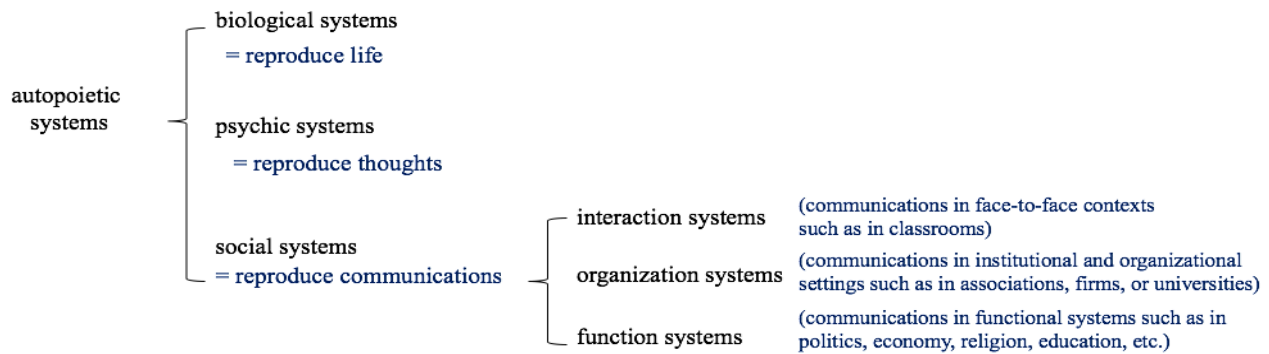 biological systems
= reproduce life
autopoietic
systems
psychic systems
= reproduce thoughts
social systems
= reproduce communications
interaction systems
(communications in face-to-face contexts
such as in classrooms)
organization systems
(communications in institutional and organizational
settings such as in associations, firms, or universities)
function systems
(communications in functional systems such as in
politics, economy, religion, education, etc.)